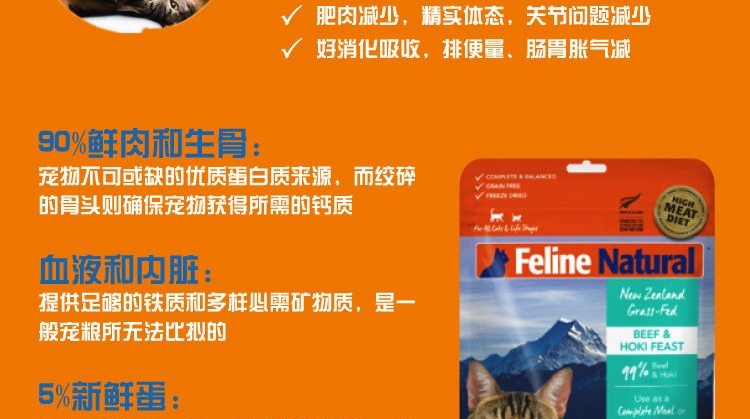 ✓ 肥肉减少，精实体态，关节问题减少
✓ 好消化吸收，排便量、肠胃胀气减
90%鲜肉和生骨：
宠物不可或缺的优质蛋白质来源，而绞碎
的骨头则确保宠物获得所需的钙质
血液和内脏：
提供足够的铁质和多样必需矿物质，是一
般宠粮所无法比拟的
5%新鲜蛋：
✓ COMPLETE & BALANCED
✓ GRAIN FREE
✓ FREEZE DRIED
For All Cats & Life Stages
HIGH
MEAT
DIET
Feline Natural
New Zealand
Grass-Fed
BEEF &
HOKI FEAST
99% Beef
& Hoki
Use as a
Complete Meal